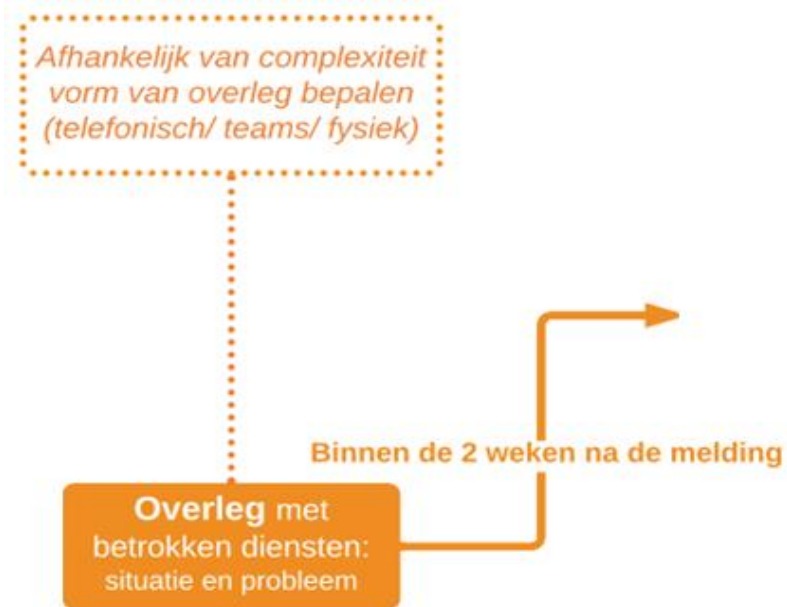 Afhankelijk van complexiteit
vorm van overleg bepalen
(telefonisch/ teams/ fysiek)
Binnen de 2 weken na de melding
Overleg met
betrokken diensten:
situatie en probleem